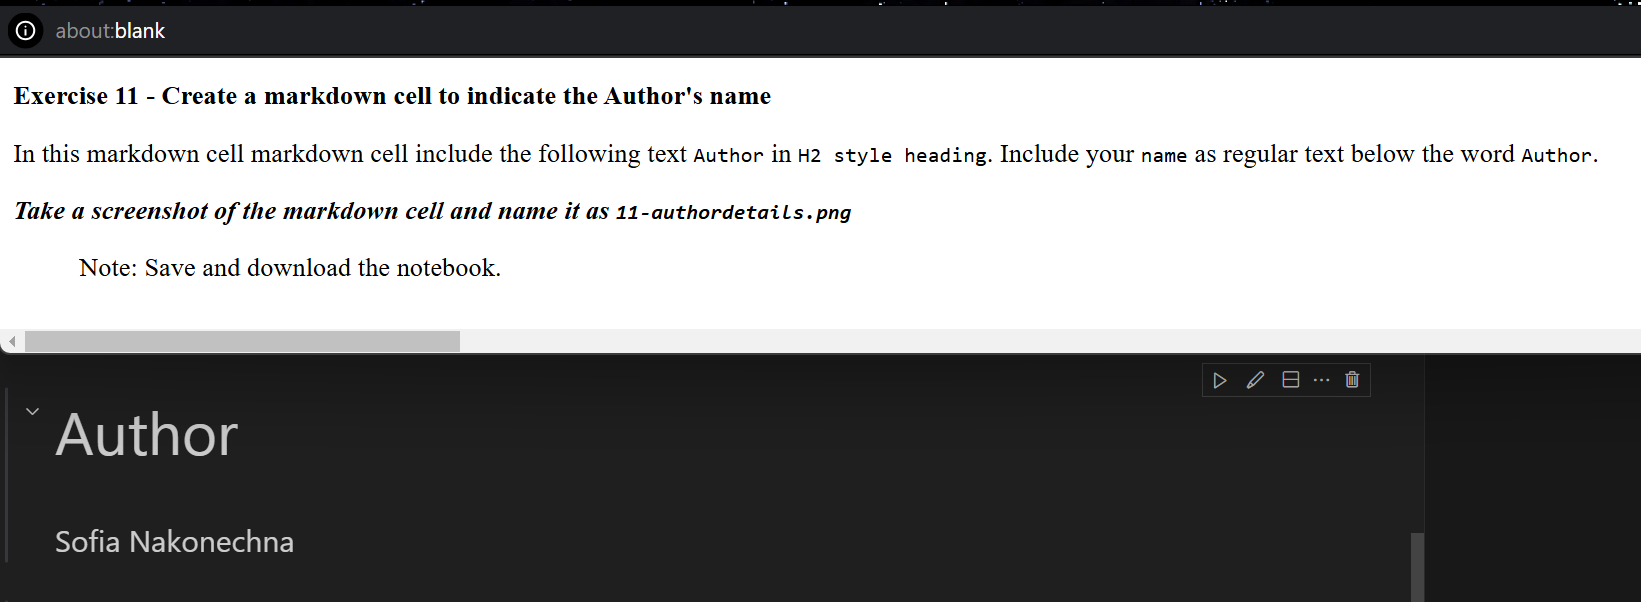 about:blank
Exercise 11 - Create a markdown cell to indicate the Author's name
In this markdown cell markdown cell include the following text Author in H2 style heading. Include your name as regular text below the word Author.
Take a screenshot of the markdown cell and name it as 11-authordetails.png
Note: Save and download the notebook.
Author
Sofia Nakonechna